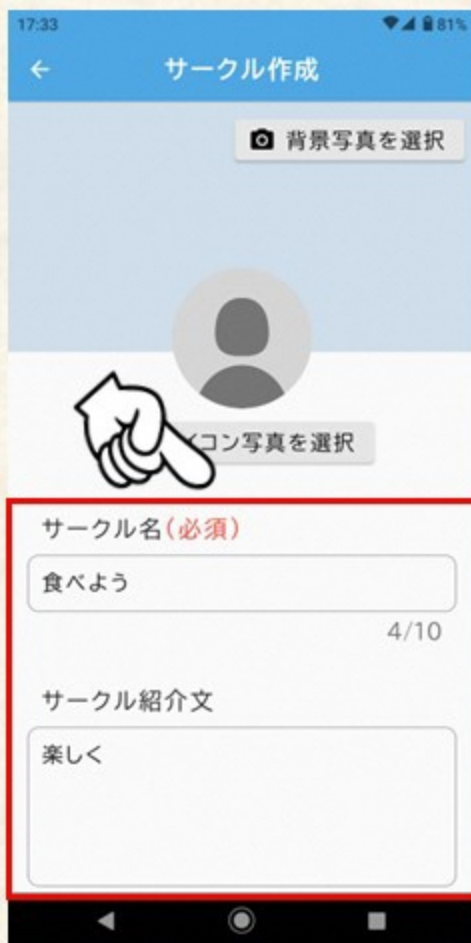 17:33
81%
サークル作成
背景写真を選択
コン写真を選択
サークル名(必須)
食べよう
4/10
サークル紹介文
楽しく